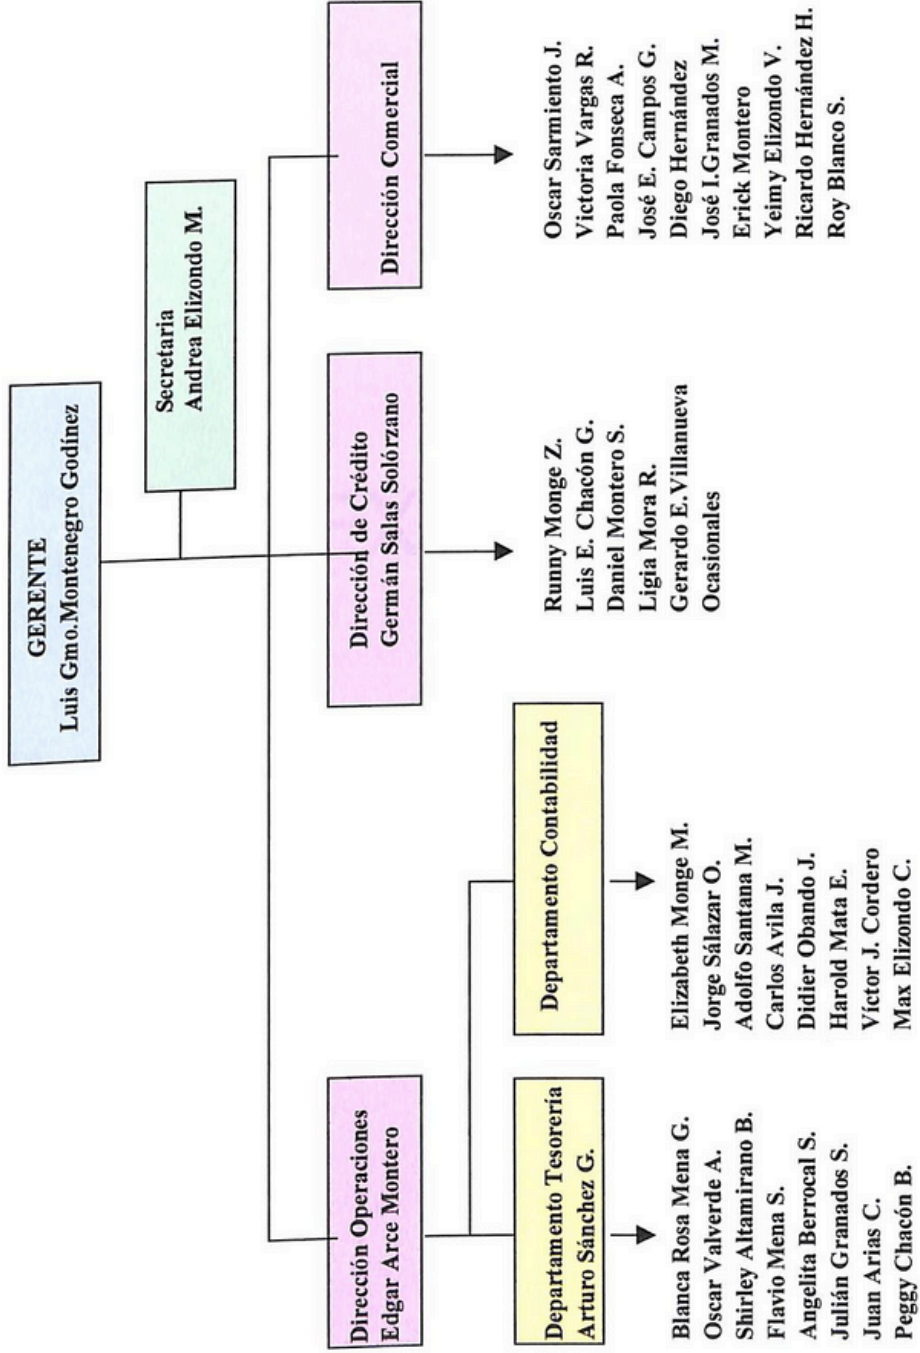 GERENTE
Luis Gmo.Montenegro Godínez
Secretaria
Andrea Elizondo M.
Dirección Operaciones
Edgar Arce Montero
Dirección de Crédito
Germán Salas Solórzano
Dirección Comercial
Departamento Tesorería
Arturo Sánchez G.
Departamento Contabilidad
Blanca Rosa Mena G.
Oscar Valverde A.
Shirley Altamirano B.
Flavio Mena S.
Angelita Berrocal S.
Julián Granados S.
Juan Arias C.
Peggy Chacón B.
Elizabeth Monge M.
Jorge Sálazar O.
Adolfo Santana M.
Carlos Avila J.
Didier Obando J.
Harold Mata E.
Víctor J. Cordero
Max Elizondo C.
Runny Monge Z.
Luis E. Chacón G.
Daniel Montero S.
Ligia Mora R.
Gerardo E.Villanueva
Ocasionales
Oscar Sarmiento J.
Victoria Vargas R.
Paola Fonseca A.
José E. Campos G.
Diego Hernández
José I.Granados M.
Erick Montero
Yeimy Elizondo V.
Ricardo Hernández H.
Roy Blanco S.